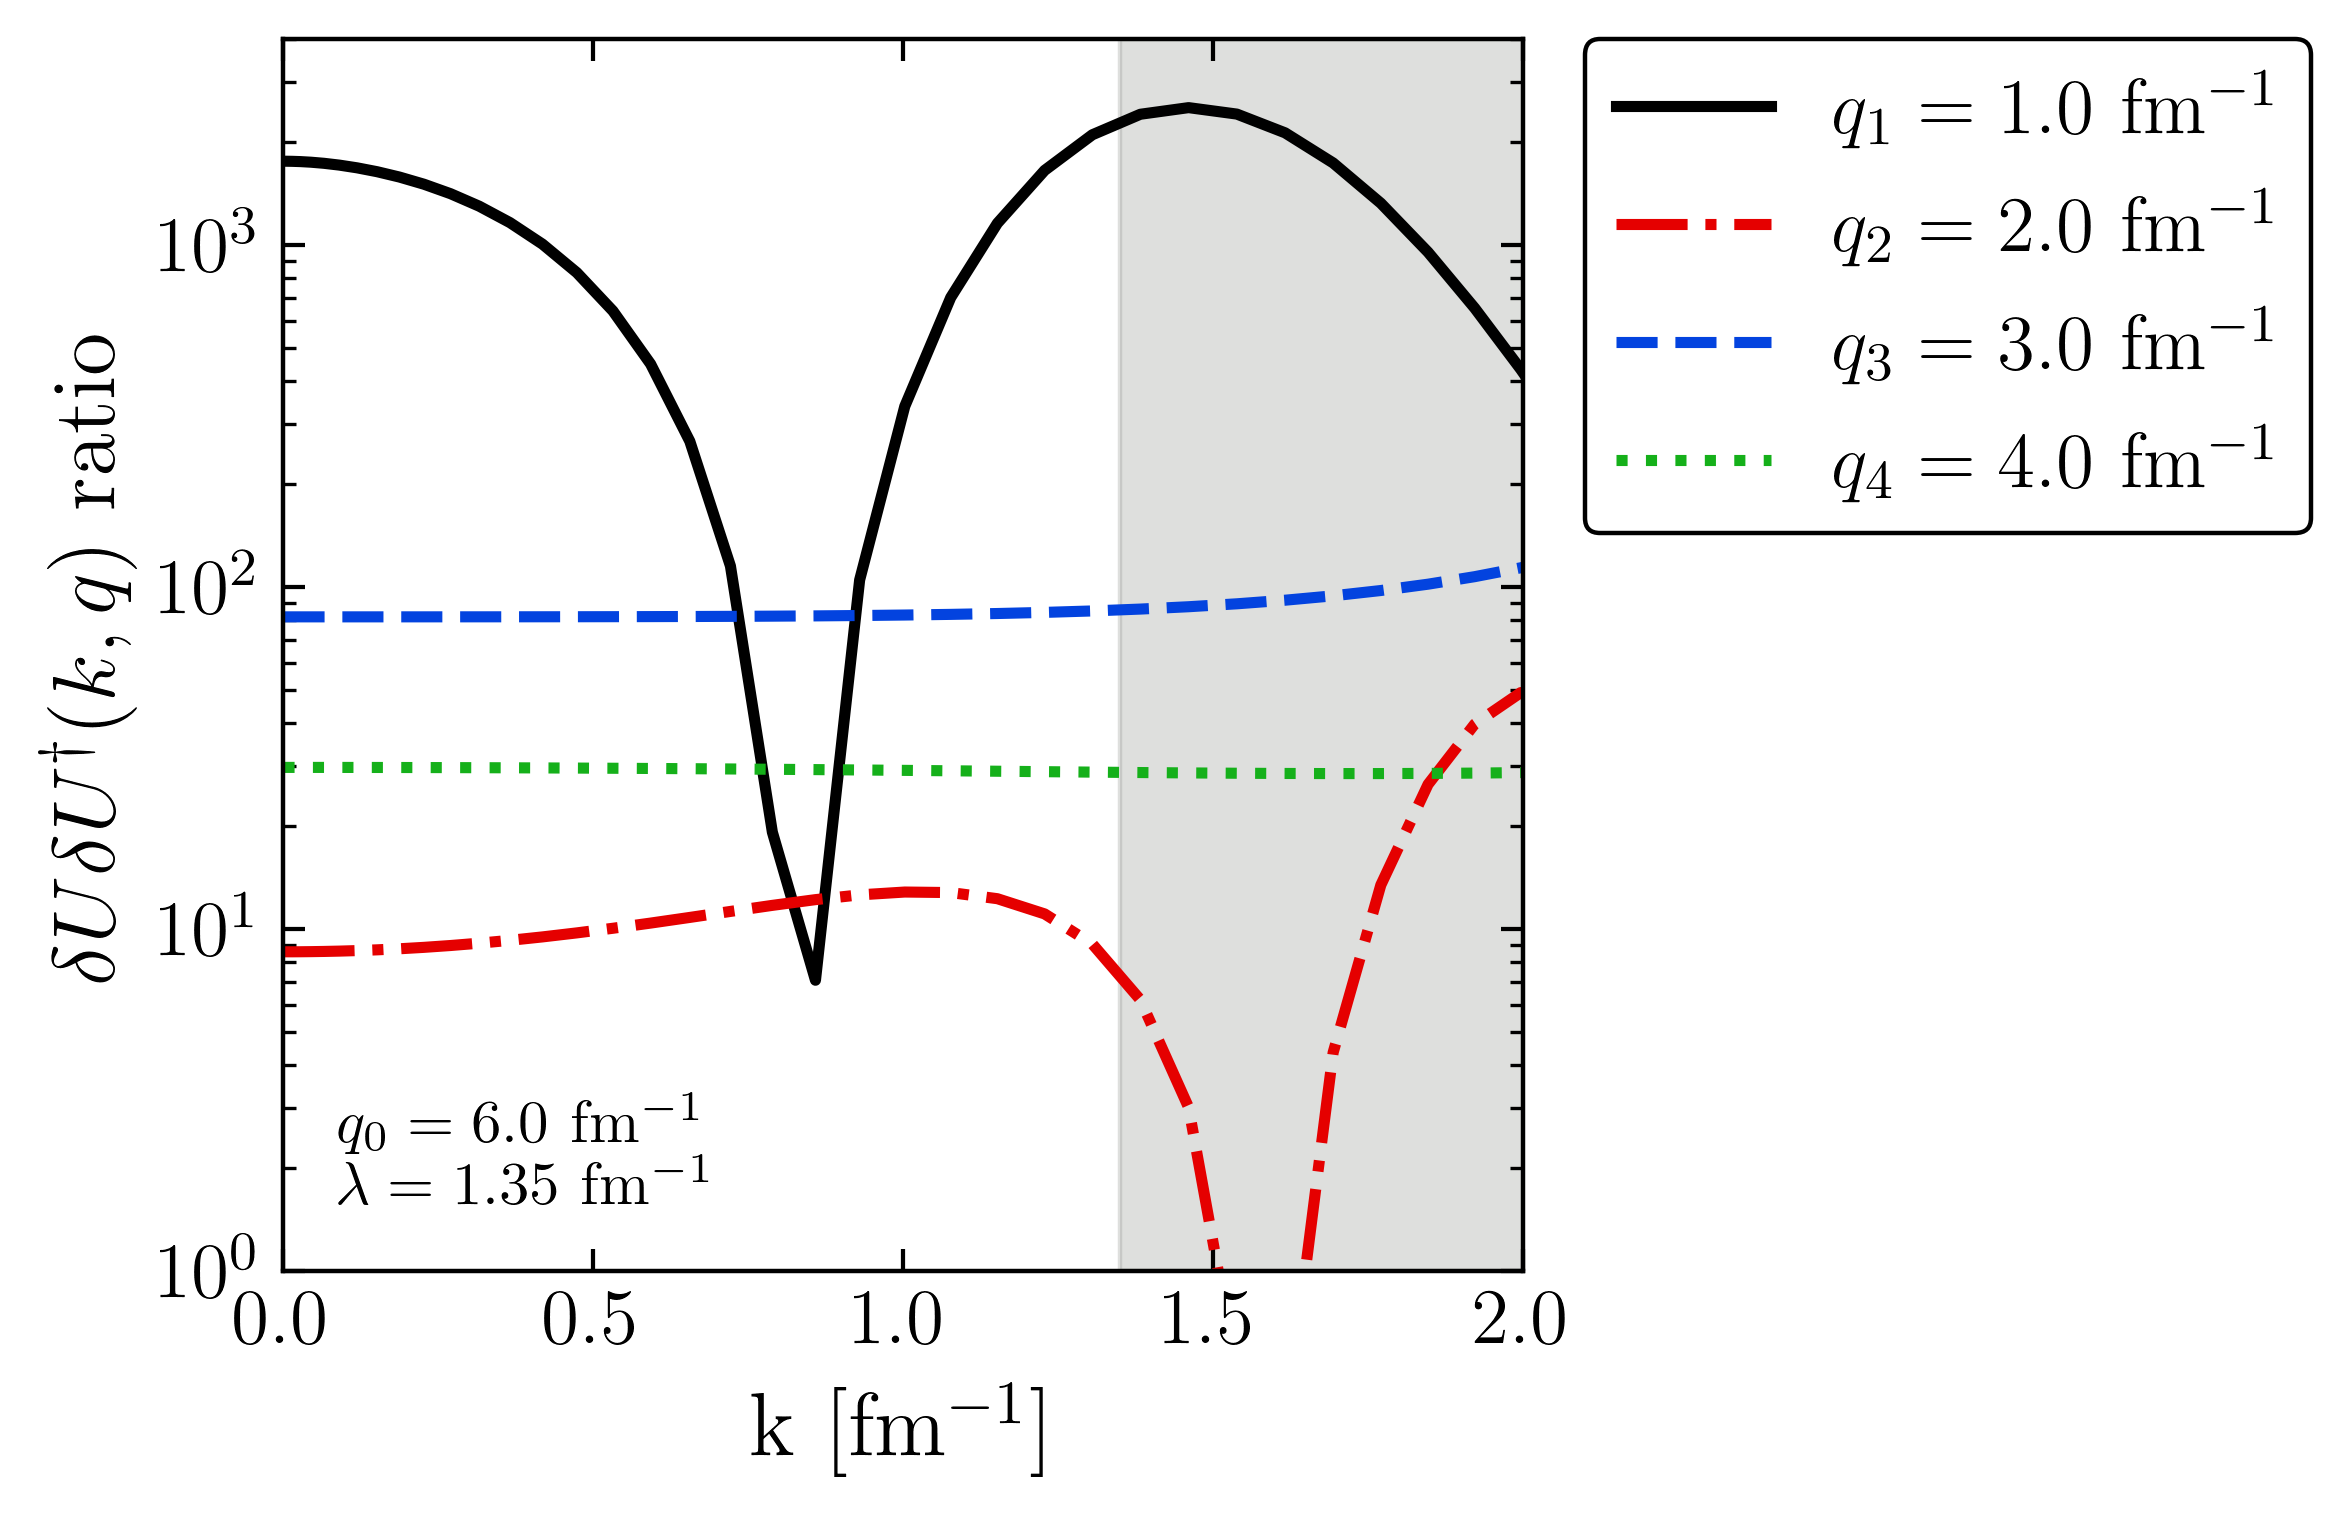 δUδU†(k, q) ratio
10³
10²
10¹
10⁰
q₀ = 6.0 fm⁻¹
λ = 1.35 fm⁻¹
0.0 0.5 1.0 1.5 2.0
k [fm⁻¹]
q₁ = 1.0 fm⁻¹
q₂ = 2.0 fm⁻¹
q₃ = 3.0 fm⁻¹
q₄ = 4.0 fm⁻¹